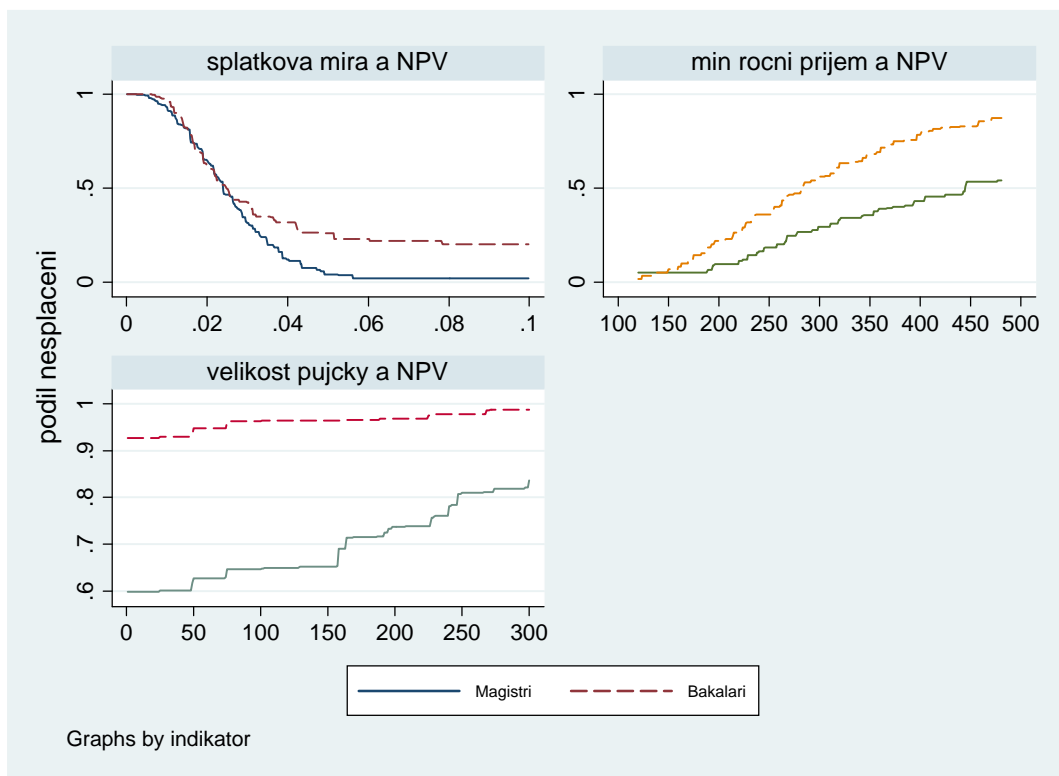 splatkova mira a NPV
1
.5
0
0 .02 .04 .06 .08 .1
min rocni prijem a NPV
1
.5
0
100 150 200 250 300 350 400 450 500
velikost pujcky a NPV
1
.9
.8
.7
.6
0 50 100 150 200 250 300
podil nesplaceni
Magistri Bakalari
Graphs by indikator